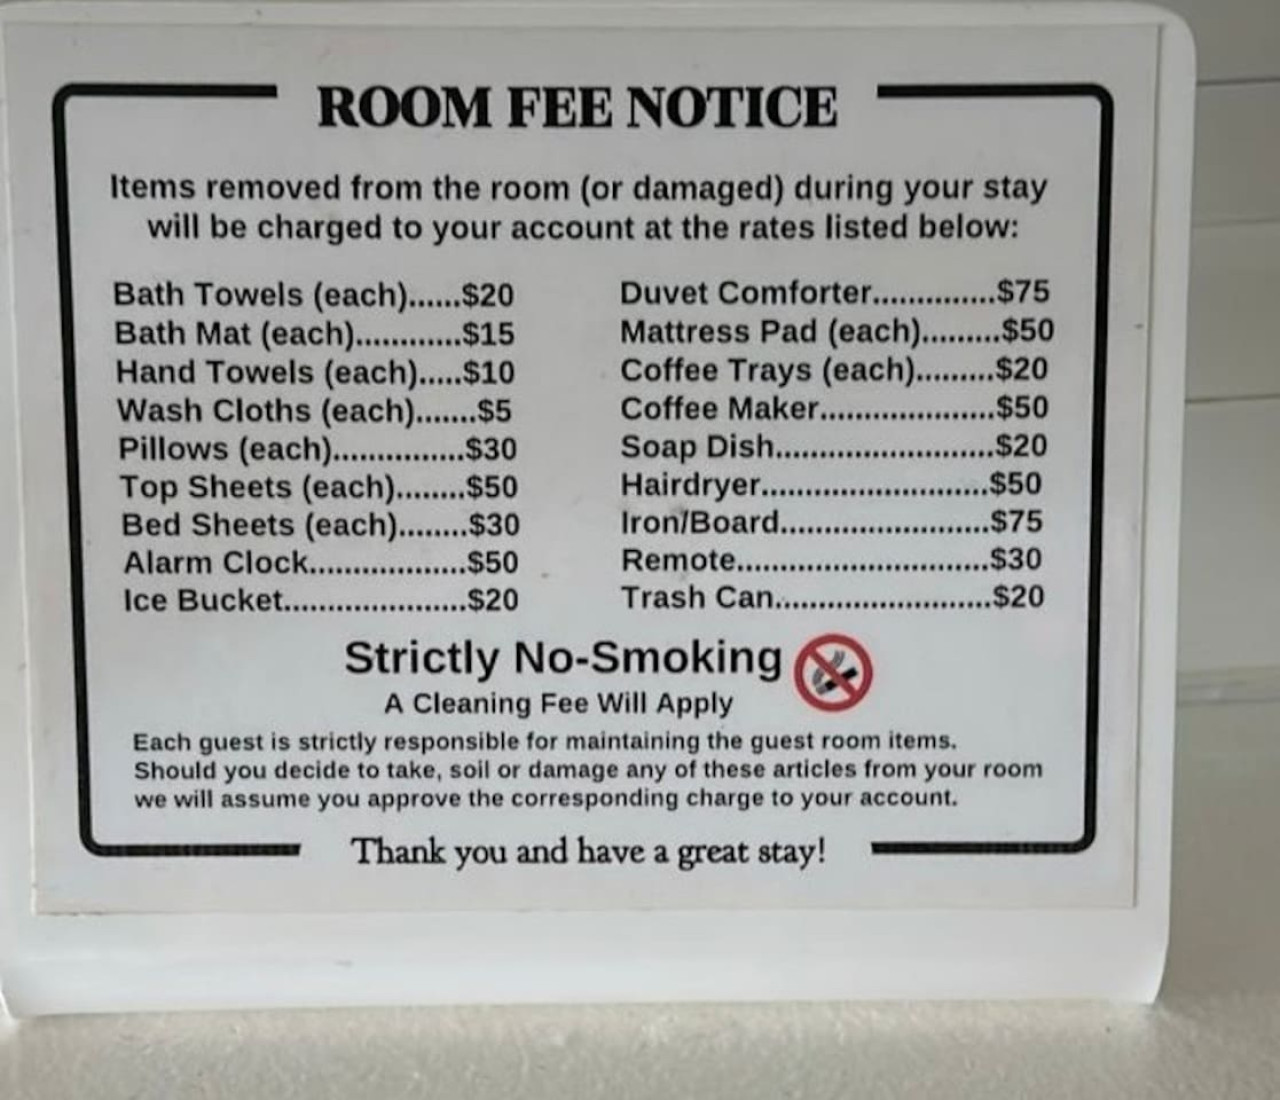 ROOM FEE NOTICE
Items removed from the room (or damaged) during your stay
will be charged to your account at the rates listed below:
Bath Towels (each)......$20
Bath Mat (each)............$15
Hand Towels (each).....$10
Wash Cloths (each).......$5
Pillows (each)...............$30
Top Sheets (each)........$50
Bed Sheets (each)........$30
Alarm Clock..................$50
Ice Bucket.....................$20
Duvet Comforter..............$75
Mattress Pad (each).........$50
Coffee Trays (each).........$20
Coffee Maker....................$50
Soap Dish.........................$20
Hairdryer..........................$50
Iron/Board........................$75
Remote.............................$30
Trash Can.........................$20
Strictly No-Smoking
A Cleaning Fee Will Apply
Each guest is strictly responsible for maintaining the guest room items.
Should you decide to take, soil or damage any of these articles from your room
we will assume you approve the corresponding charge to your account.
Thank you and have a great stay!